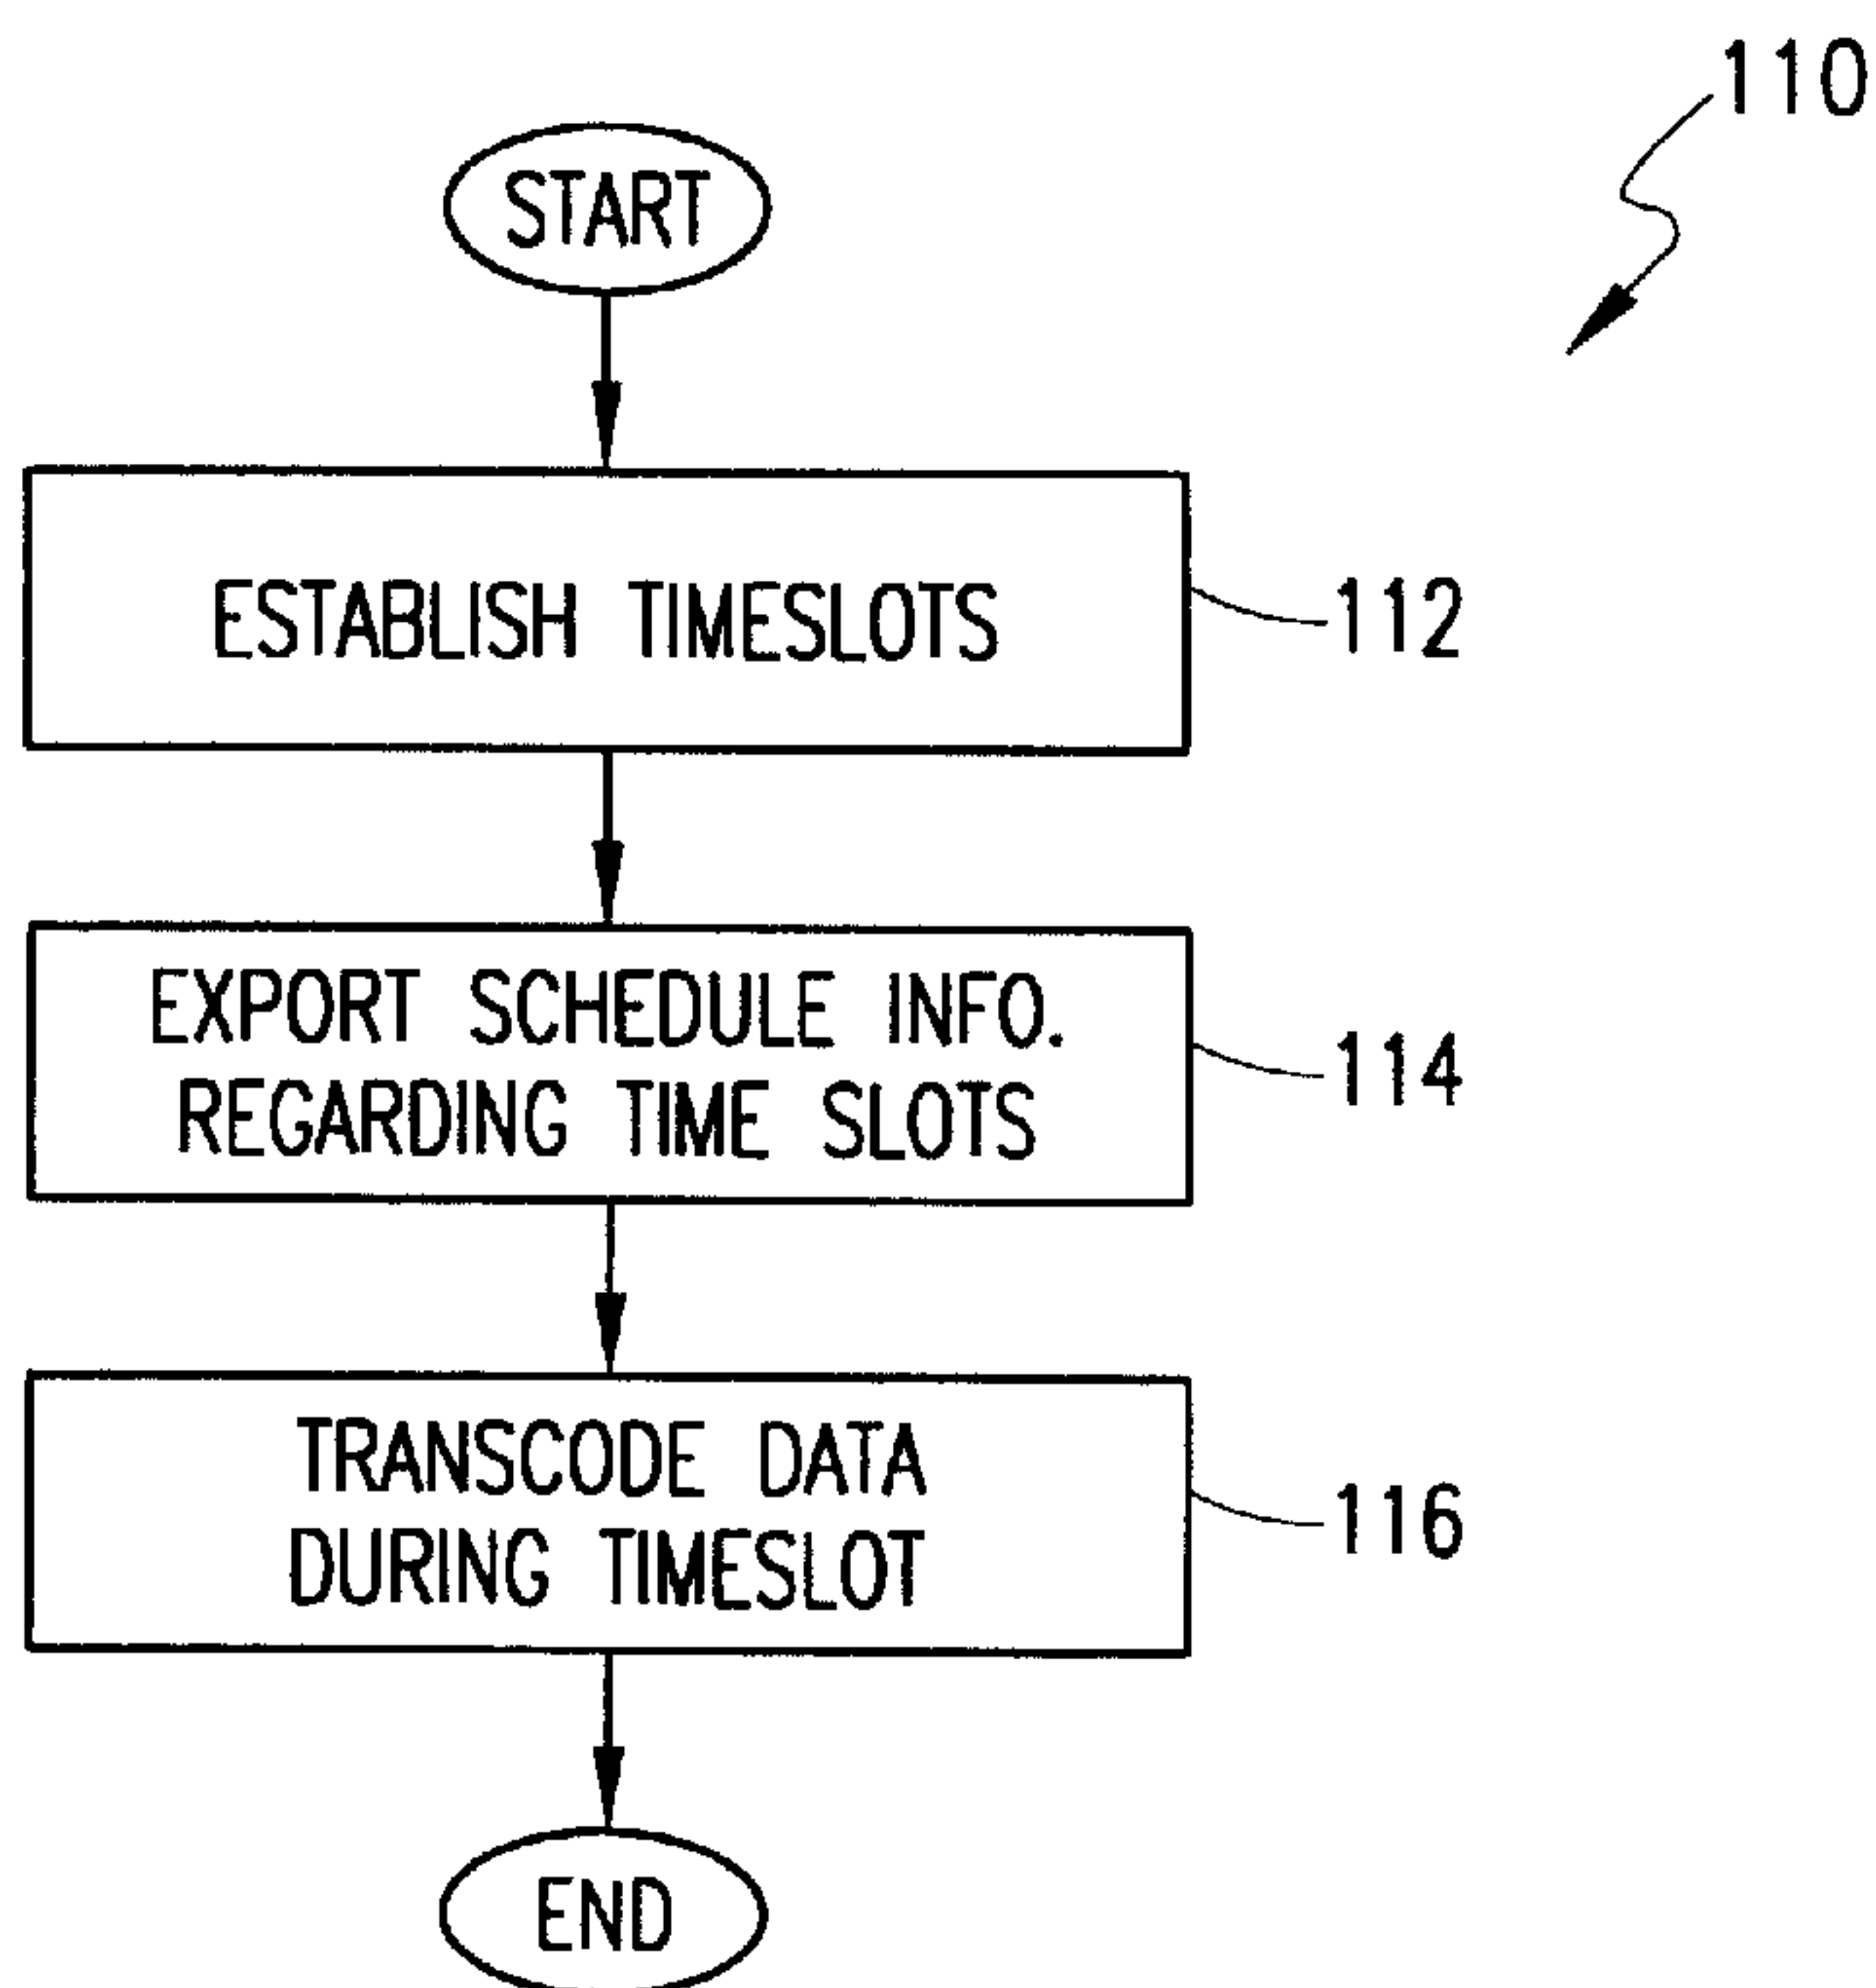 110
START
ESTABLISH TIMESLOTS
112
EXPORT SCHEDULE INFO.
REGARDING TIME SLOTS
114
TRANSCODE DATA
DURING TIMESLOT
116
END